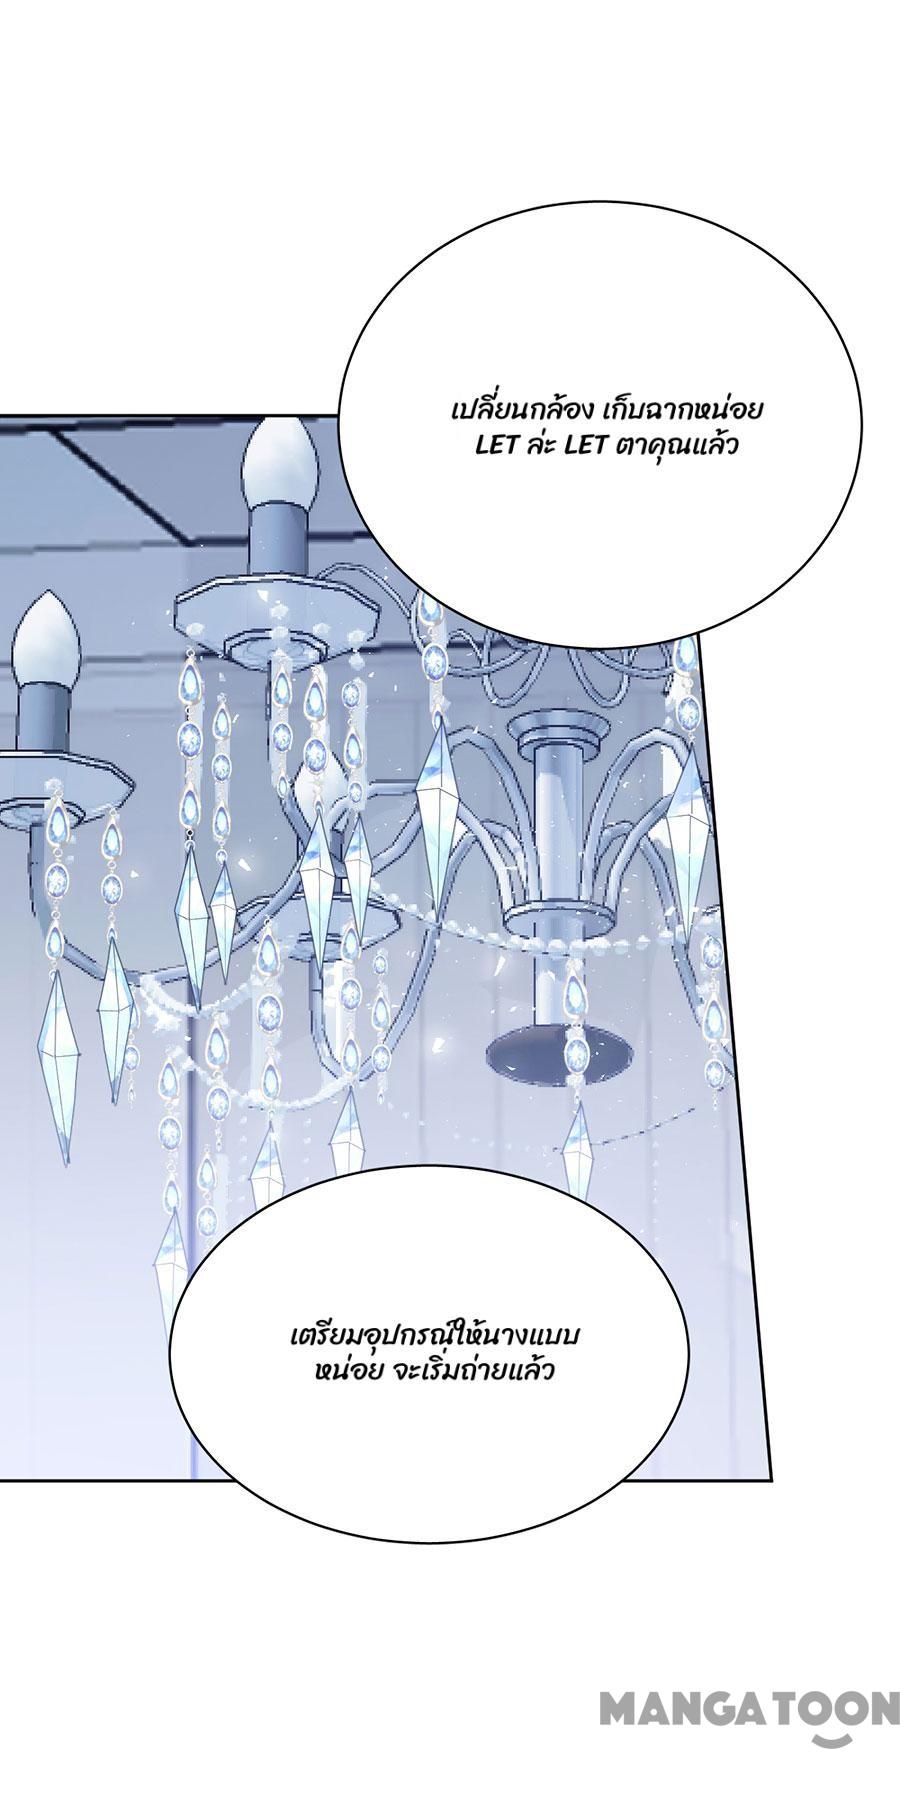 เปลี่ยนกล้อง เก็บฉากหน่อย
LET ล่ะ LET ตาคุณแล้ว
เตรียมอุปกรณ์ให้นางแบบ
หน่อย จะเริ่มถ่ายแล้ว
MANGATOON